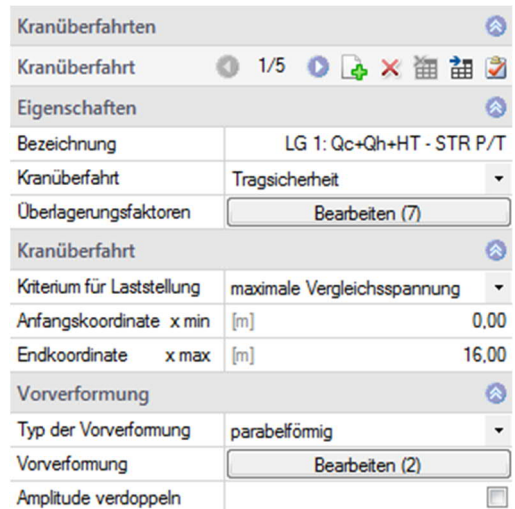 Kranüberfahrten
Kranüberfahrt 1/5
Eigenschaften
Bezeichnung LG 1: Qc+Qh+HT - STR P/T
Kranüberfahrt Tragsicherheit
Überlagerungsfaktoren Bearbeiten (7)
Kranüberfahrt
Kriterium für Laststellung maximale Vergleichsspannung
Anfangskoordinate x min [m] 0,00
Endkoordinate x max [m] 16,00
Vorverformung
Typ der Vorverformung parabelförmig
Vorverformung Bearbeiten (2)
Amplitude verdoppeln